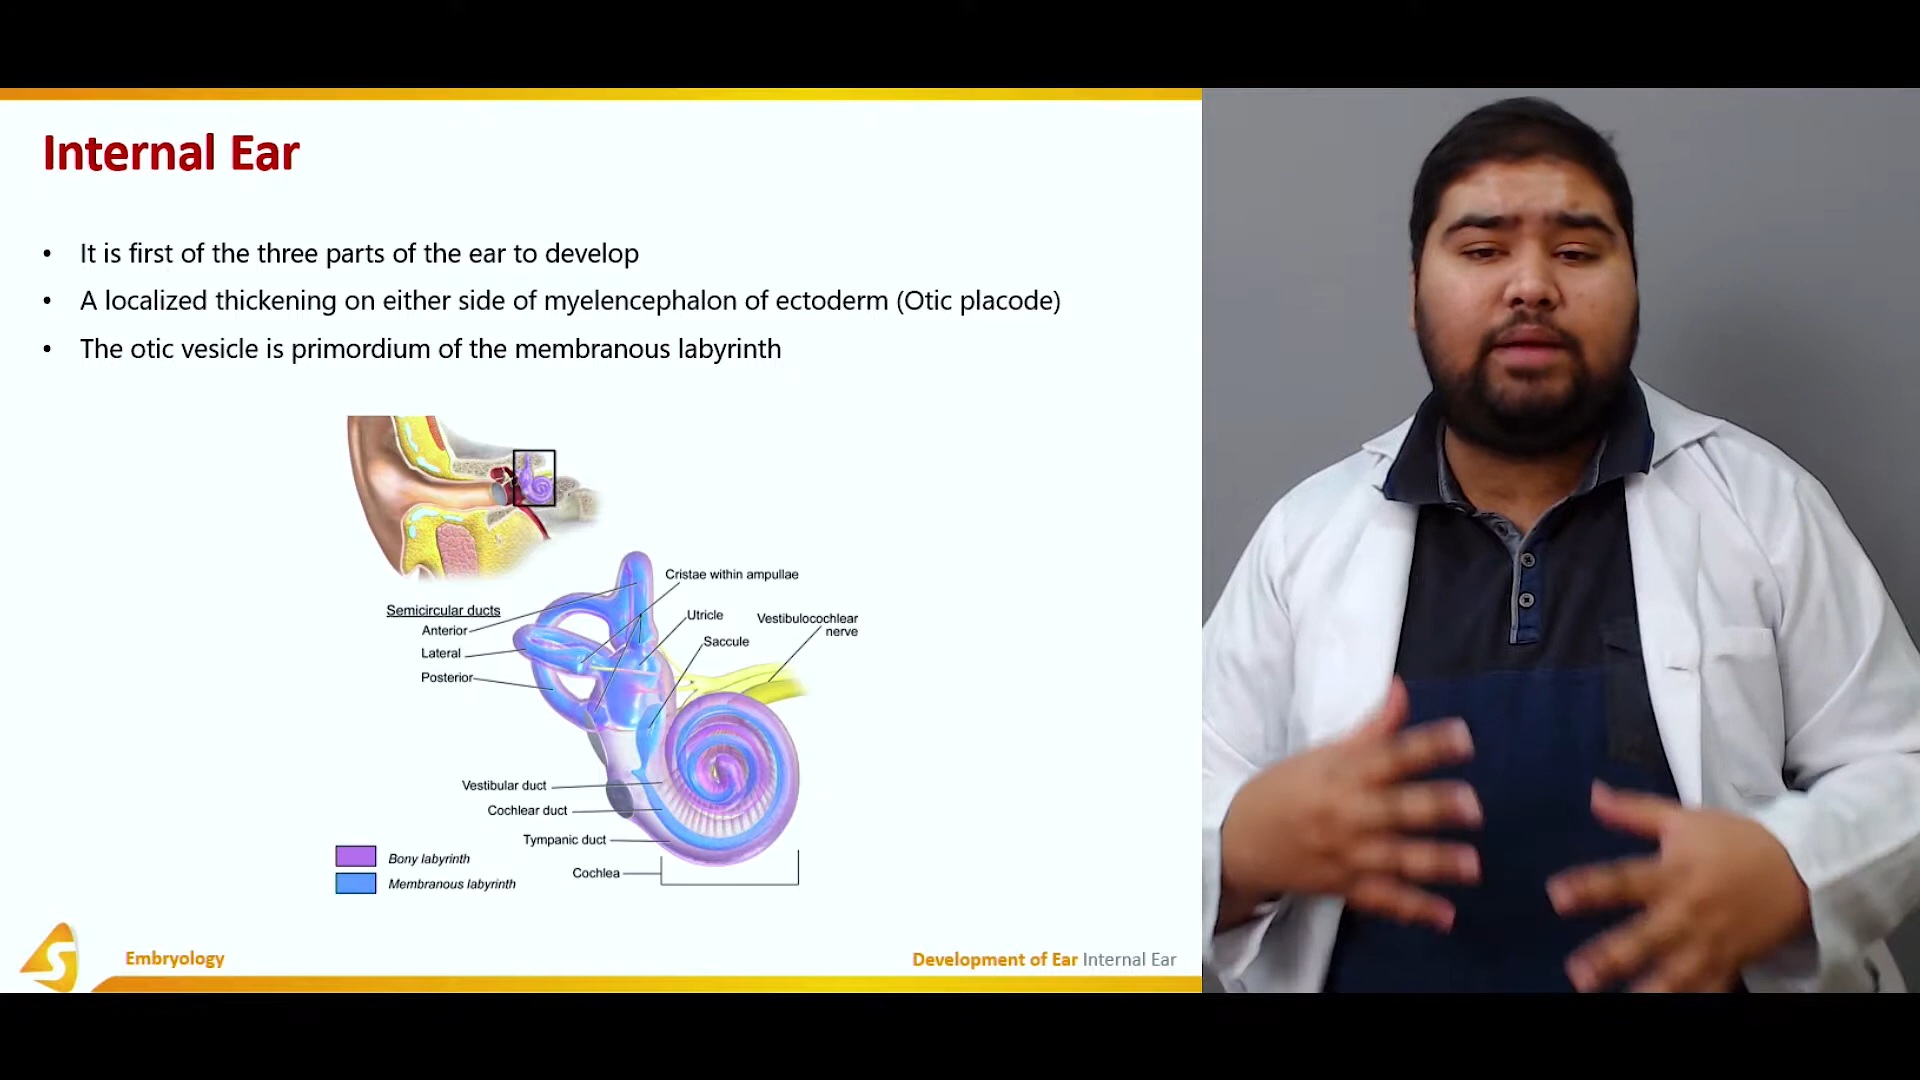 Internal Ear
• It is first of the three parts of the ear to develop
• A localized thickening on either side of myelencephalon of ectoderm (Otic placode)
• The otic vesicle is primordium of the membranous labyrinth
Cristae within ampullae
Semicircular ducts
Anterior
Lateral
Posterior
Utricle
Saccule
Vestibulocochlear
nerve
Vestibular duct
Cochlear duct
Tympanic duct
Cochlea
Bony labyrinth
Membranous labyrinth
Embryology
Development of Ear Internal Ear